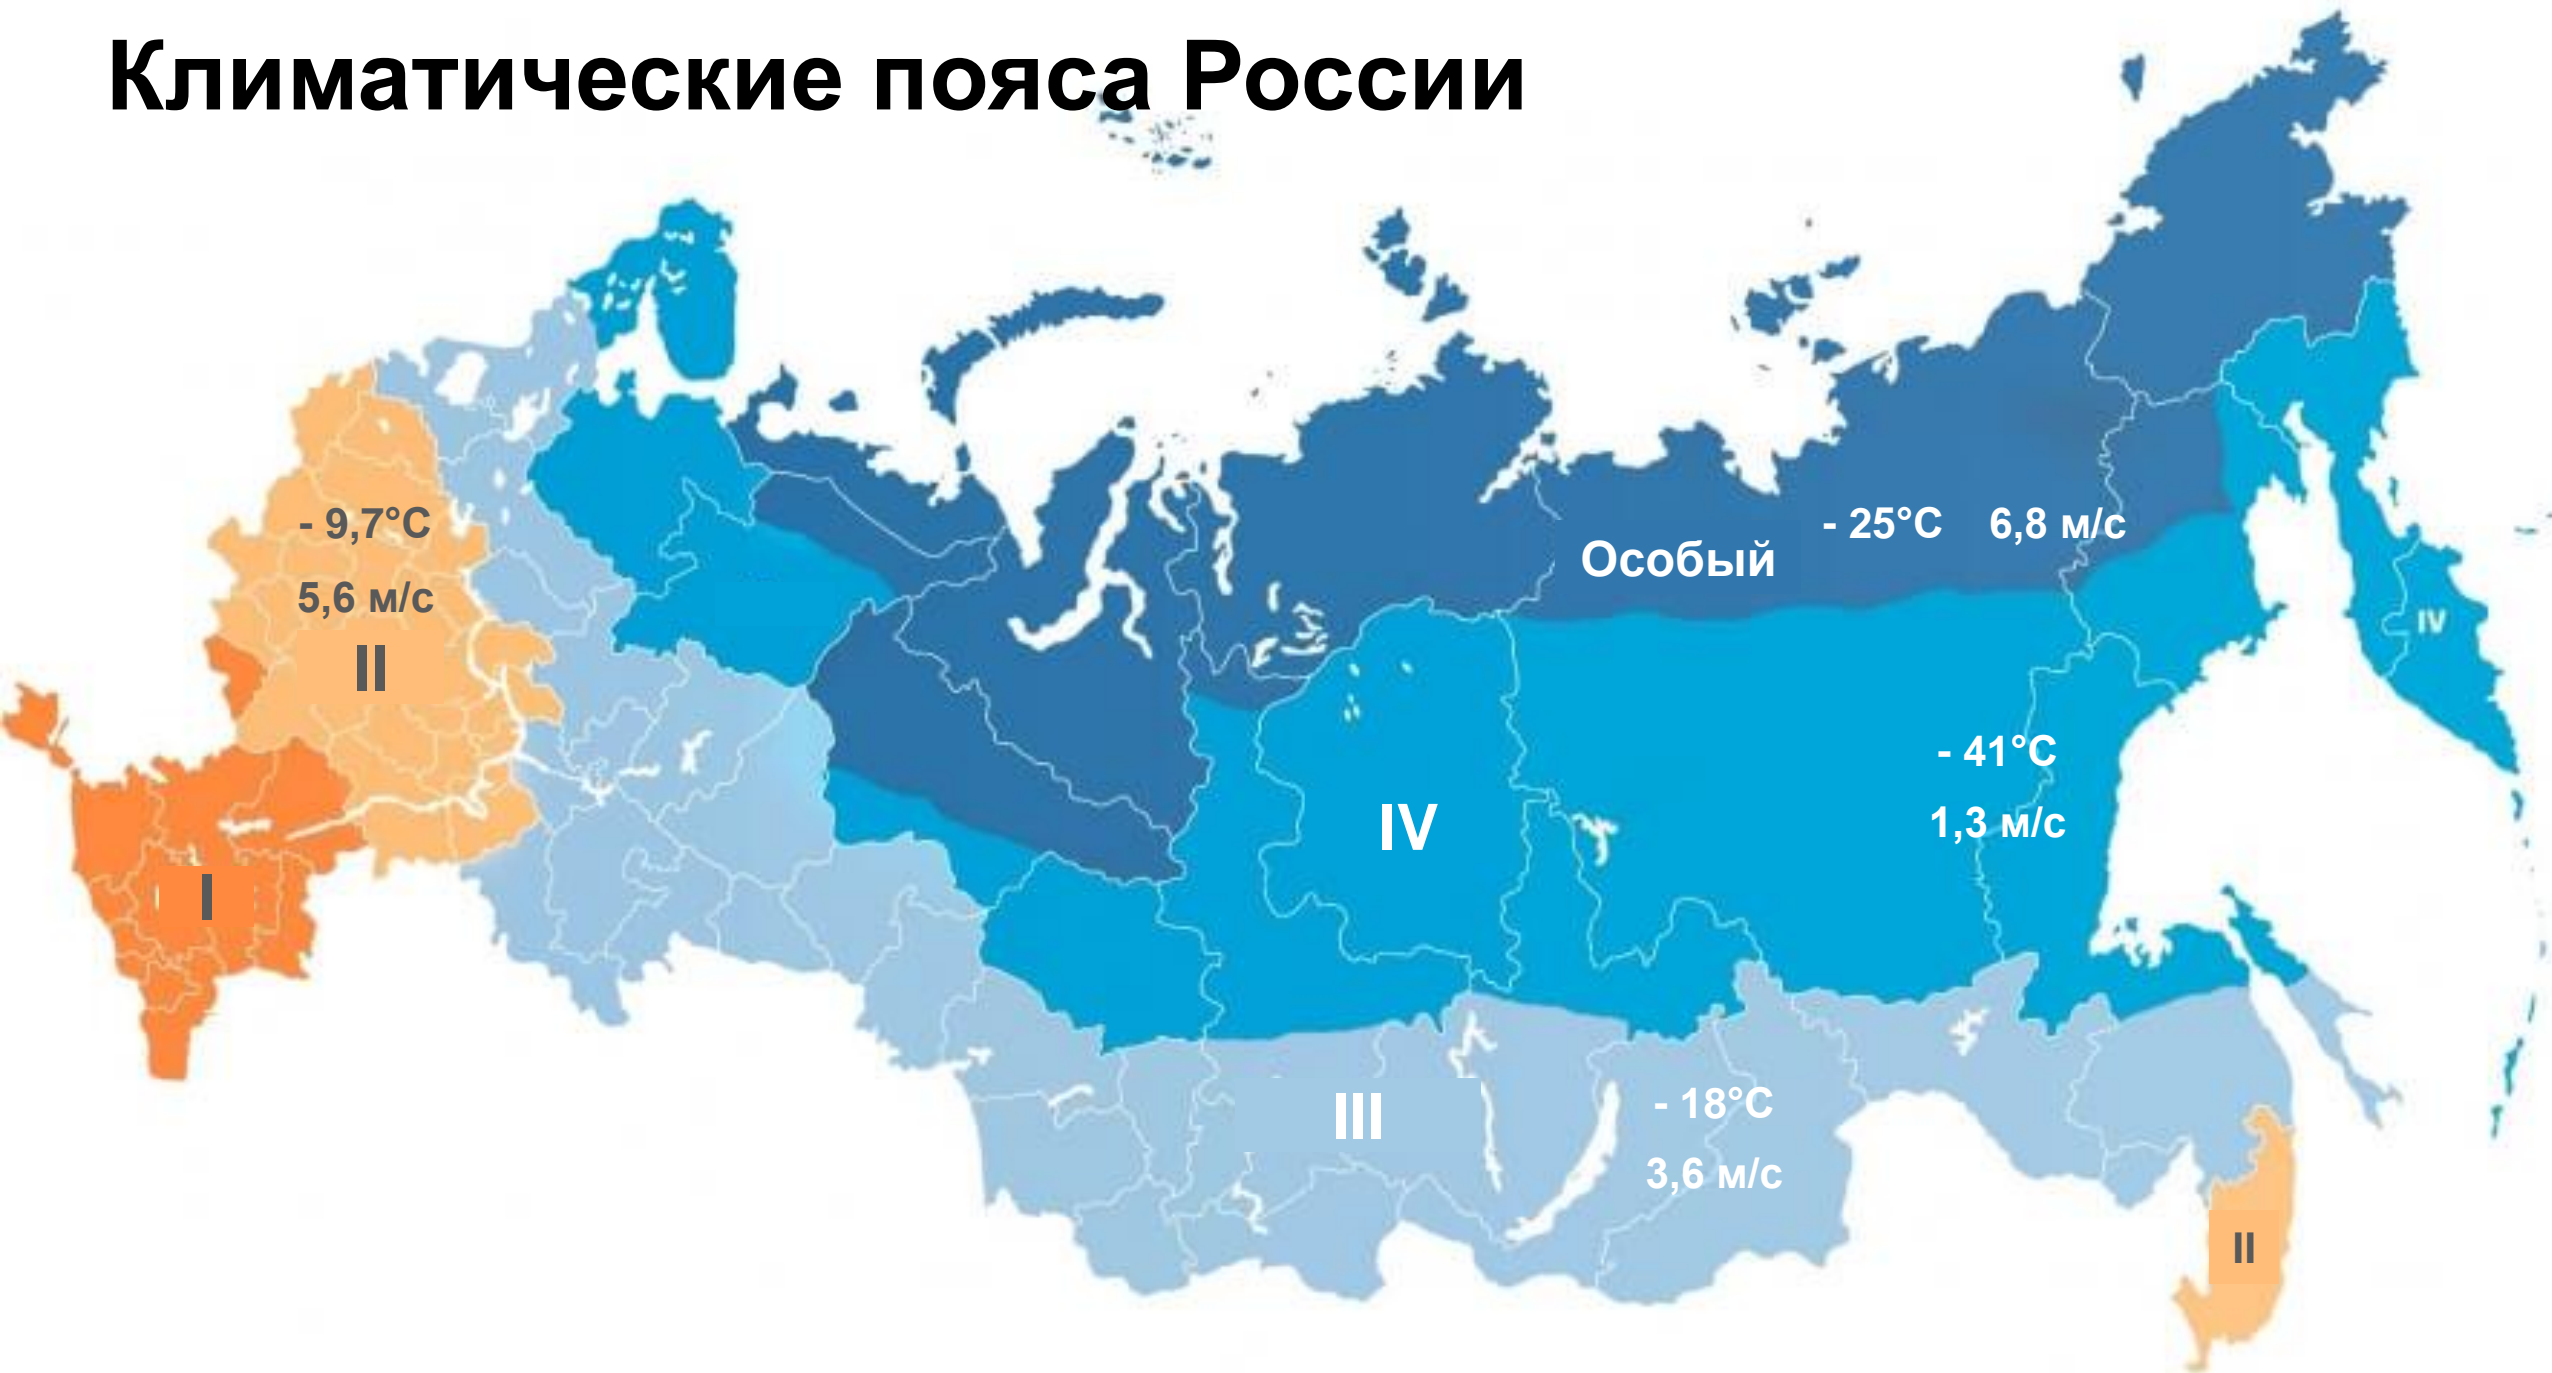 Климатические пояса России
- 9,7°C
5,6 м/с
II
I
Особый
- 25°C 6,8 м/с
IV
- 41°C
1,3 м/с
IV
III
- 18°C
3,6 м/с
II